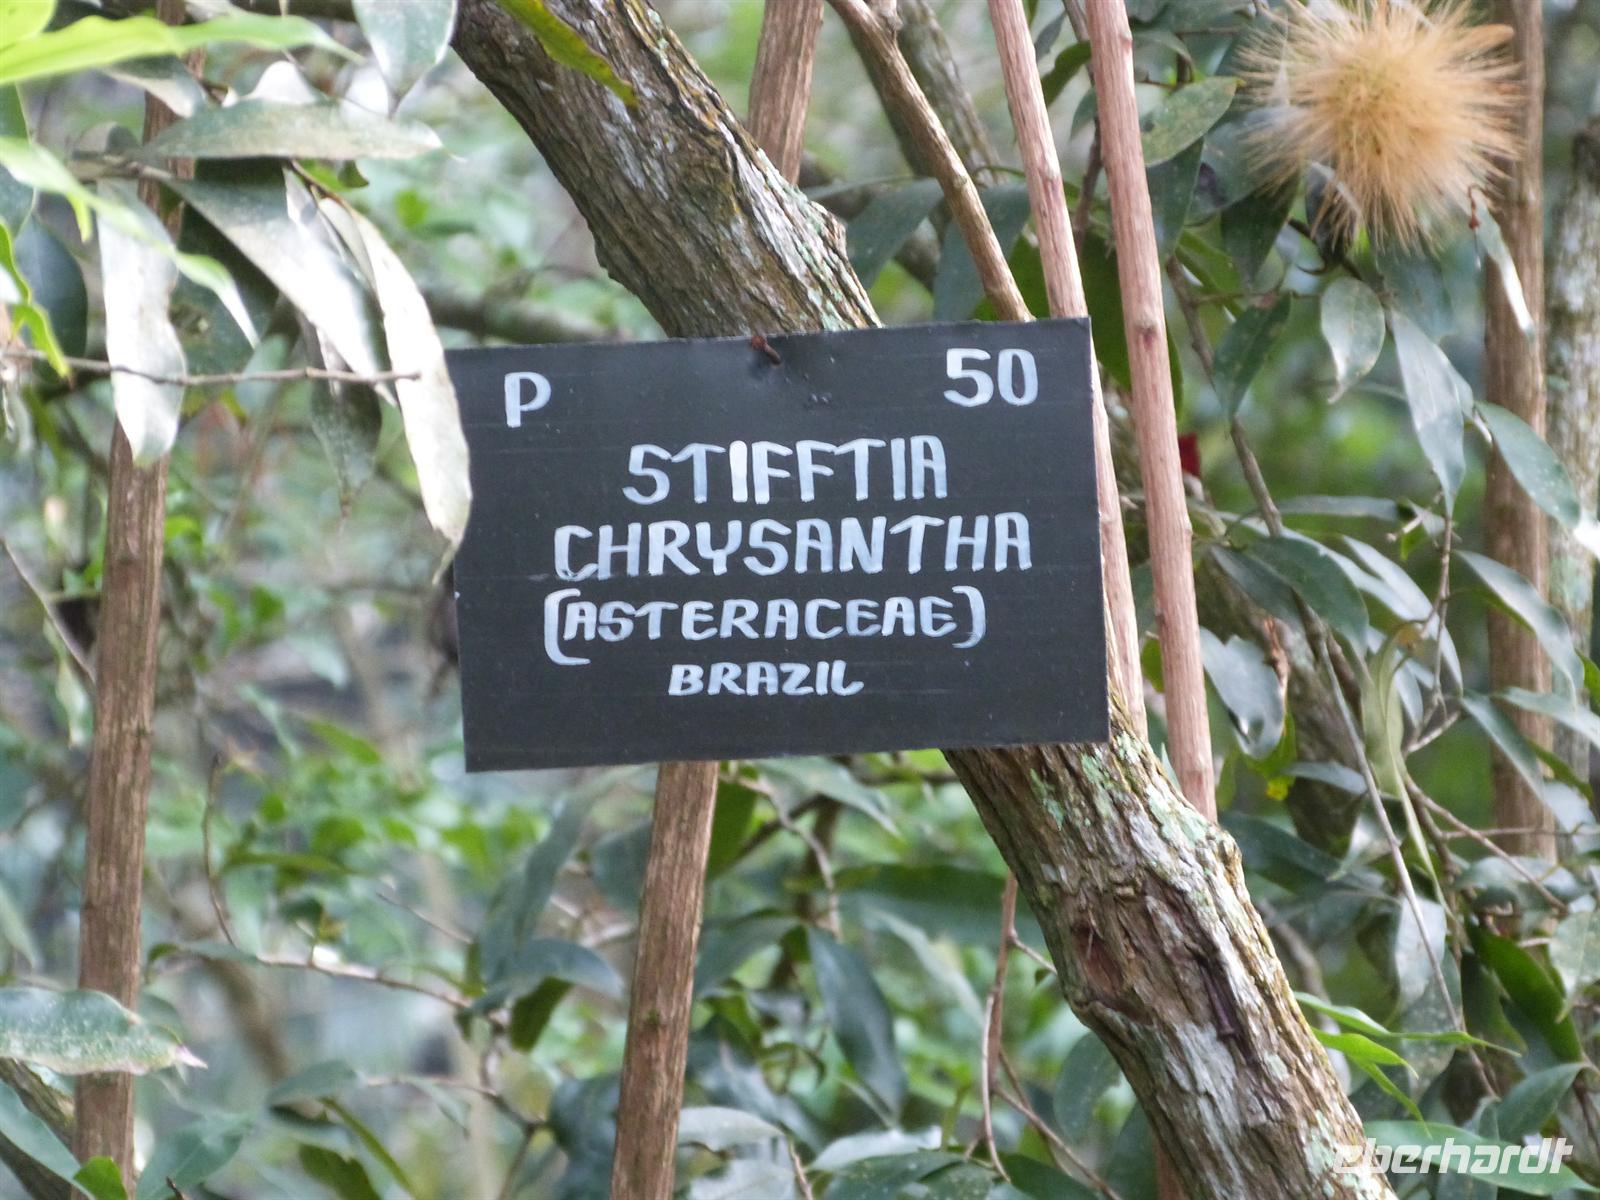 P 50
STIFFTIA
CHRYSANTHA
(ASTERACEAE)
BRAZIL
eberhardt